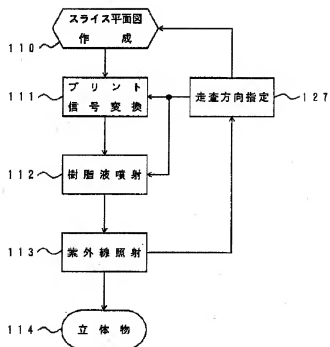 スライス平面図
作 成
110
プ リ ン ト
信 号 変 換
111
走査方向指定
127
樹脂液噴射
112
紫外線照射
113
立 体 物
114